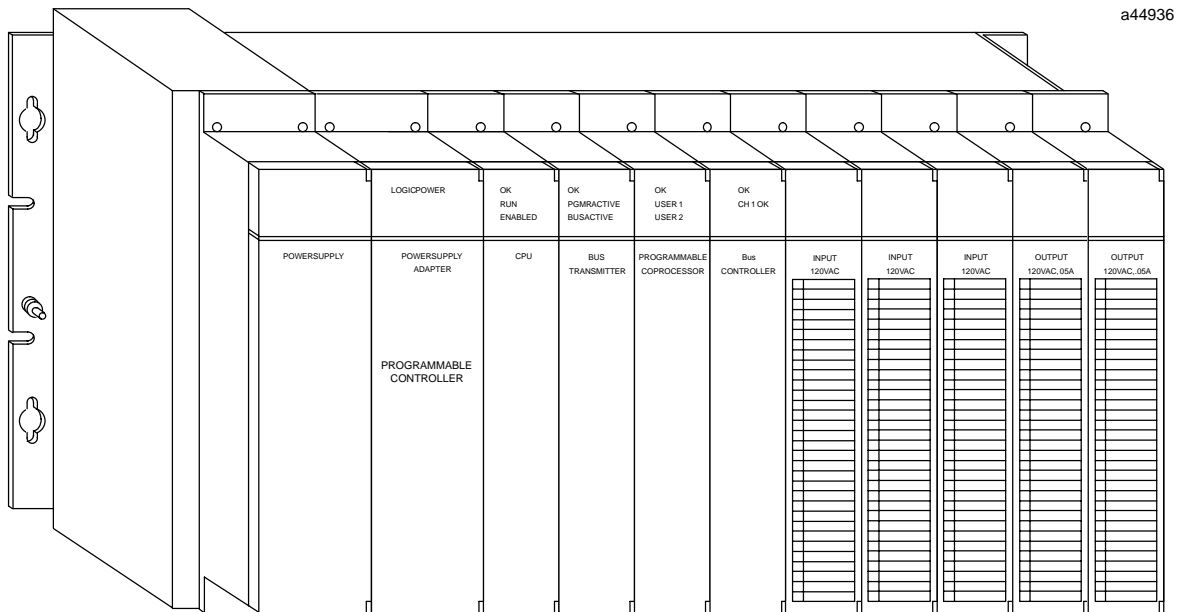 a44936
LOGICPOWER
OK
RUN
ENABLED
OK
PGMRACTIVE
BUSACTIVE
OK
USER 1
USER 2
OK
CH 1 OK
POWERSUPPLY
POWERSUPPLY
ADAPTER
CPU
BUS
TRANSMITTER
PROGRAMMABLE
COPROCESSOR
Bus
CONTROLLER
INPUT
120VAC
INPUT
120VAC
INPUT
120VAC
OUTPUT
120VAC,.05A
OUTPUT
120VAC,.05A
PROGRAMMABLE
CONTROLLER